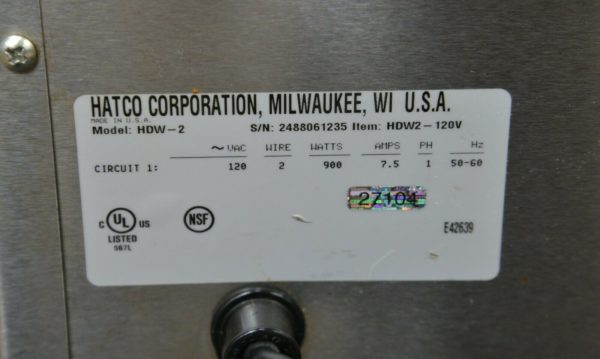 HATCO CORPORATION, MILWAUKEE, WI U.S.A.
MADE IN U.S.A.
Model: HDW-2 S/N: 2488061235 Item: HDW2-120V
~ VAC WIRE WATTS AMPS PH Hz
CIRCUIT 1: 120 2 900 7.5 1 50-60
27104
C UL US
LISTED
567L
NSF
E42639